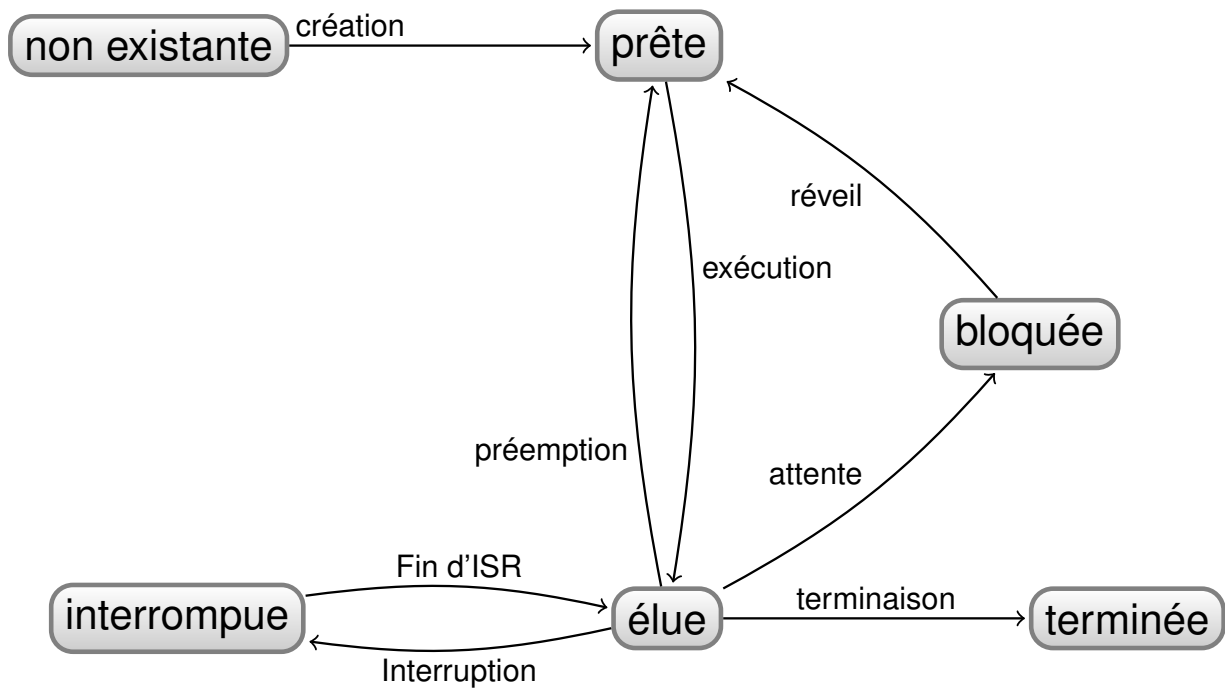 non existante
création
prête
réveil
exécution
bloquée
préemption
attente
Fin d'ISR
interrompue
élue
terminaison
terminée
Interruption